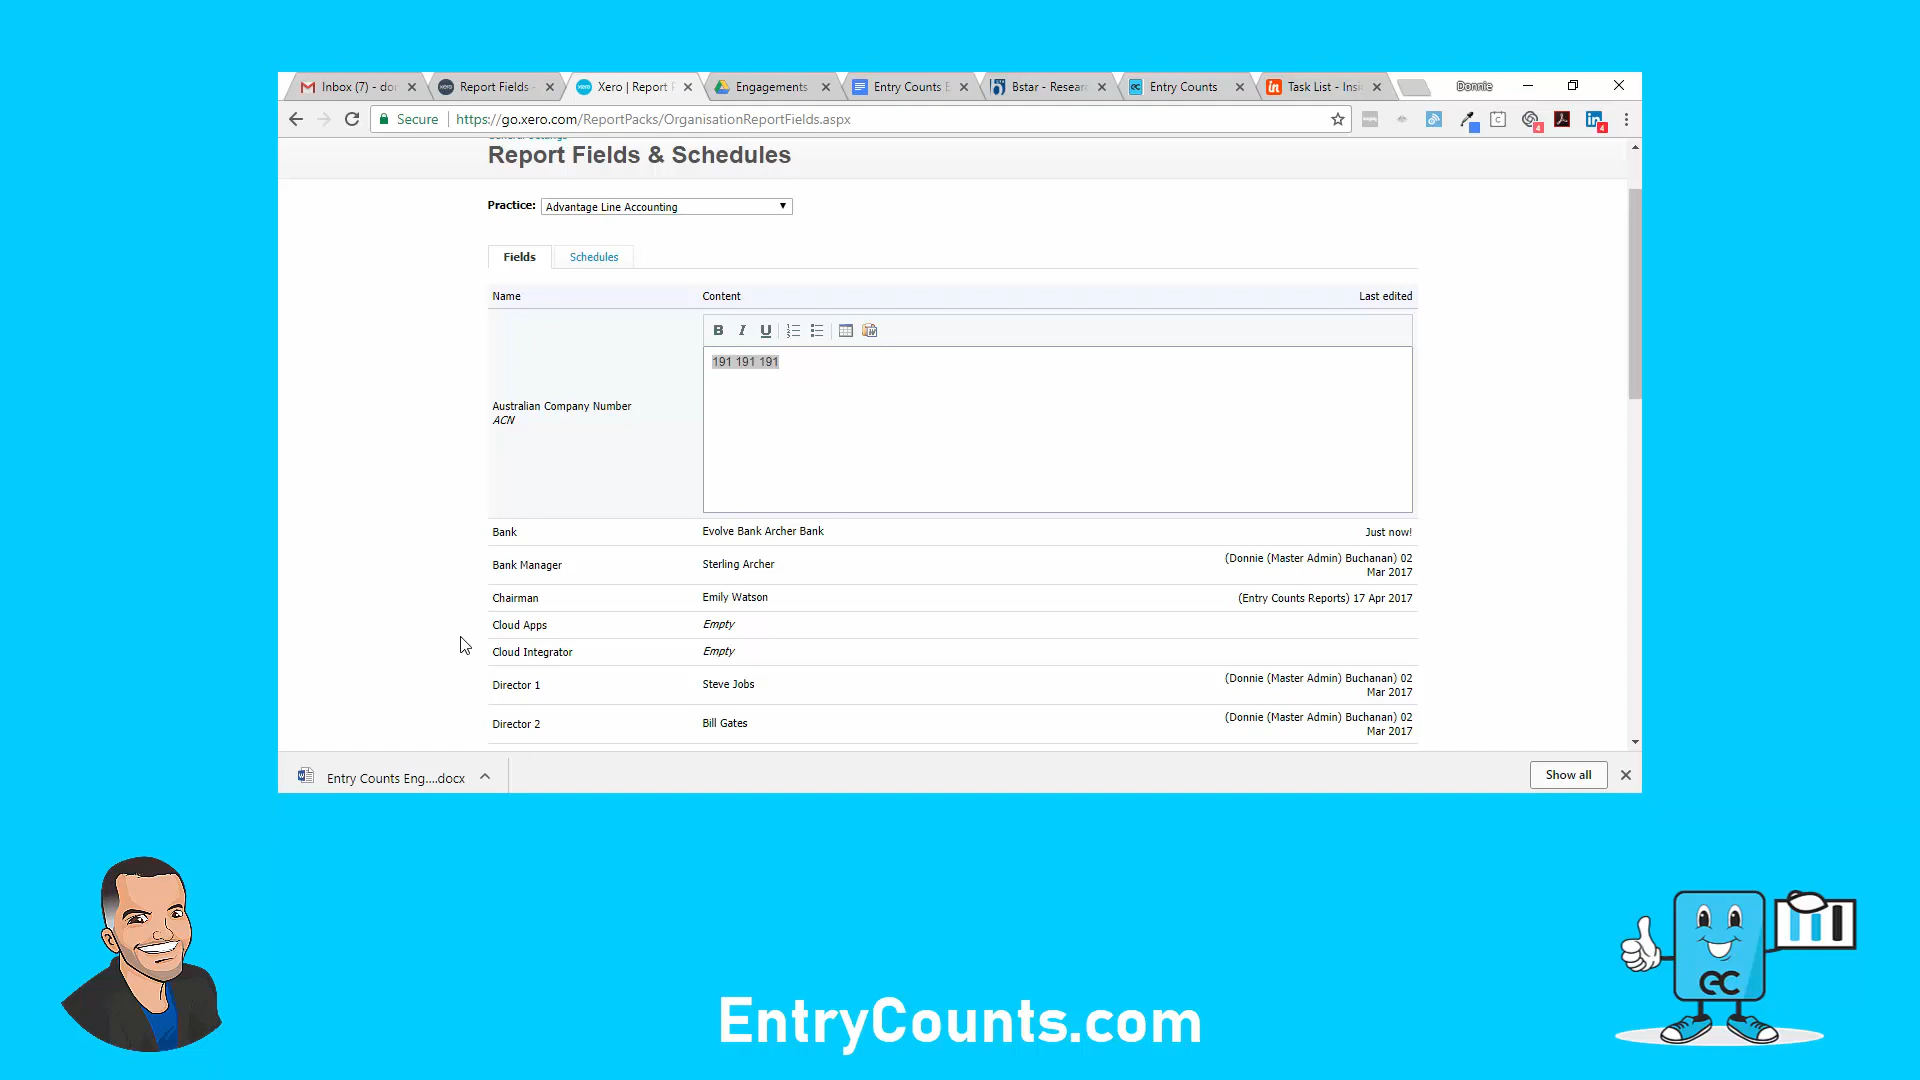 Inbox (7) - do
Report Fields -
Xero | Report F
Engagements
Entry Counts E
Bstar - Resear
Entry Counts
Task List - Insi
Donnie
Secure
https://go.xero.com/ReportPacks/OrganisationReportFields.aspx
Report Fields & Schedules
Practice: Advantage Line Accounting
Fields
Schedules
Name
Content
Last edited
B I U
191 191 191
Australian Company Number
ACN
Bank
Evolve Bank Archer Bank
Just now!
Bank Manager
Sterling Archer
(Donnie (Master Admin) Buchanan) 02
Mar 2017
Chairman
Emily Watson
(Entry Counts Reports) 17 Apr 2017
Cloud Apps
Empty
Cloud Integrator
Empty
Director 1
Steve Jobs
(Donnie (Master Admin) Buchanan) 02
Mar 2017
Director 2
Bill Gates
(Donnie (Master Admin) Buchanan) 02
Mar 2017
Entry Counts Eng....docx
Show all
ec
EntryCounts.com